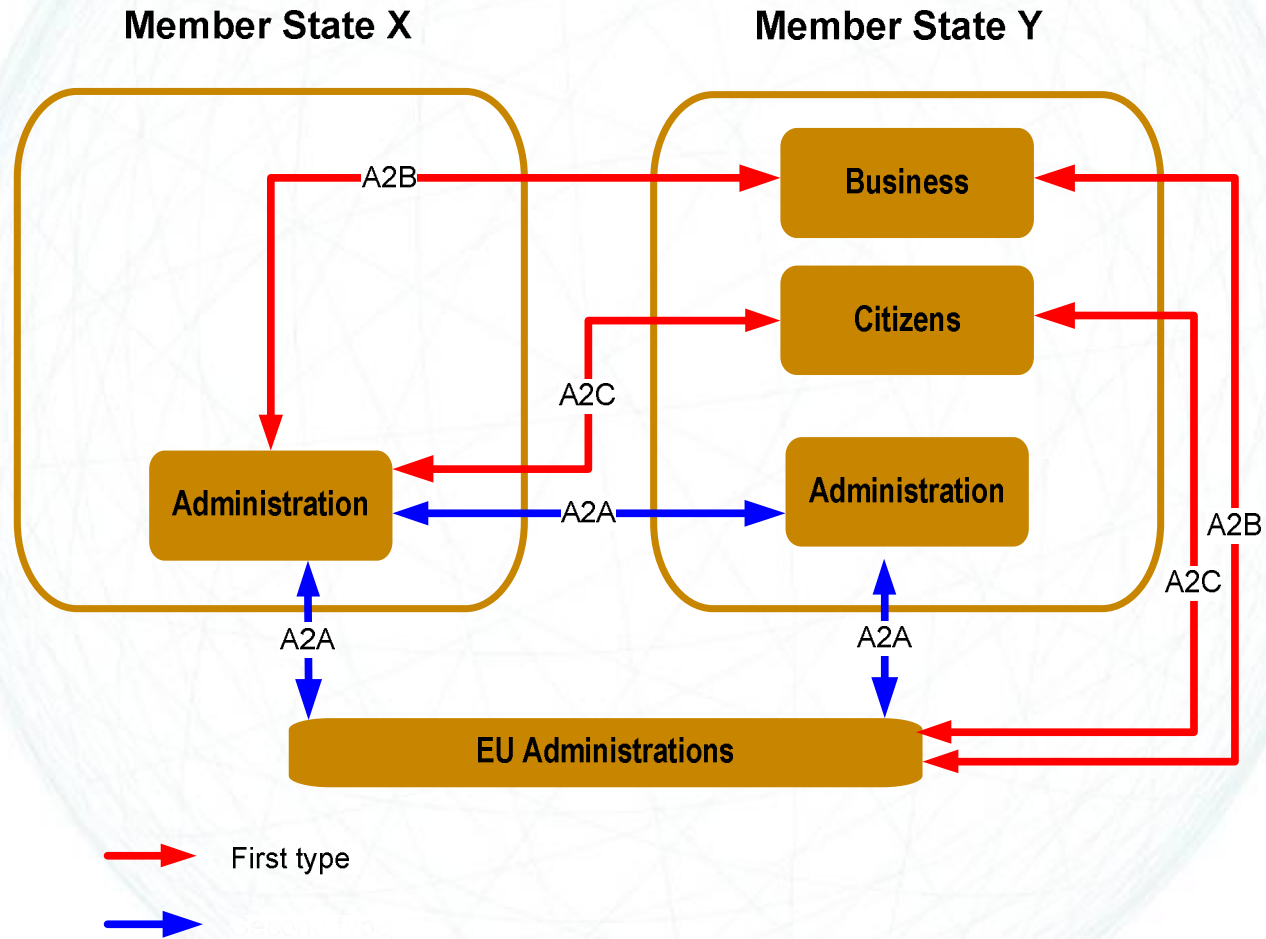 Member State X
Member State Y
Business
A2B
Citizens
A2C
Administration
Administration
A2A
A2B
A2C
A2A
A2A
EU Administrations
First type